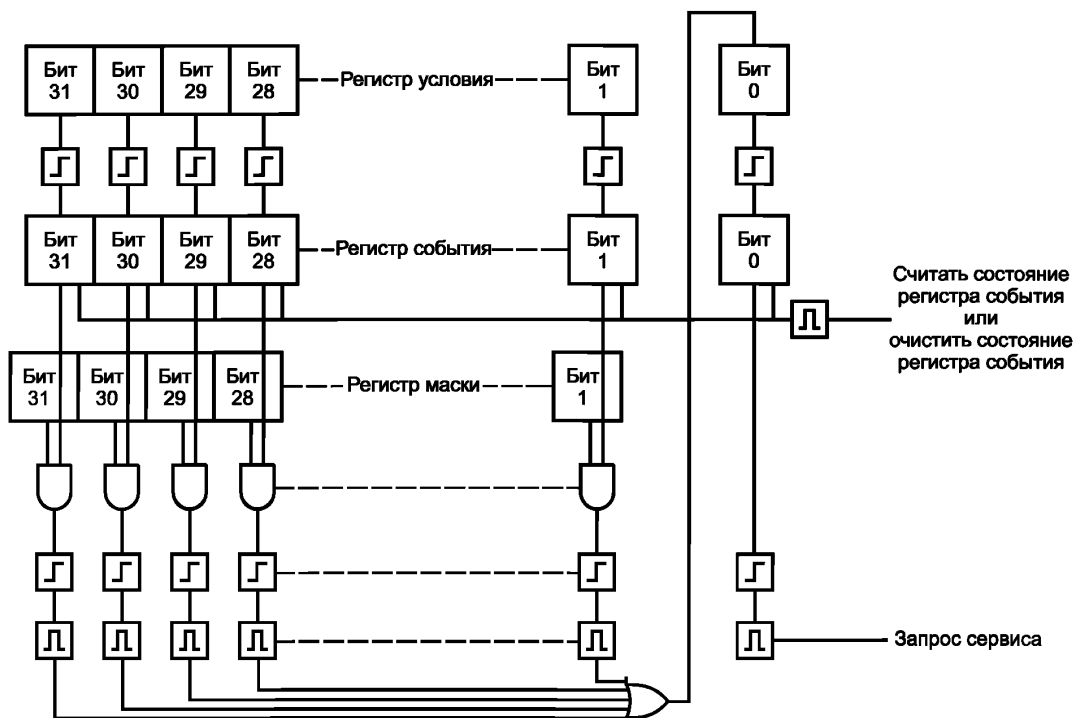 Бит 31 Бит 30 Бит 29 Бит 28 Регистр условия Бит 1 Бит 0
Бит 31 Бит 30 Бит 29 Бит 28 Регистр события Бит 1 Бит 0
Считать состояние
регистра события
или
очистить состояние
регистра события
Бит 31 Бит 30 Бит 29 Бит 28 Регистр маски Бит 1
Запрос сервиса